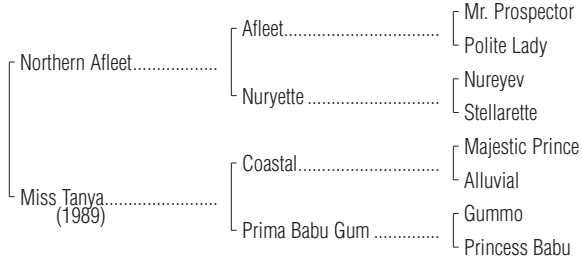 Mr. Prospector
Afleet
Polite Lady
Northern Afleet
Nureyev
Nuryette
Stellarette
Majestic Prince
Coastal
Alluvial
Miss Tanya
(1989)
Gummo
Prima Babu Gum
Princess Babu